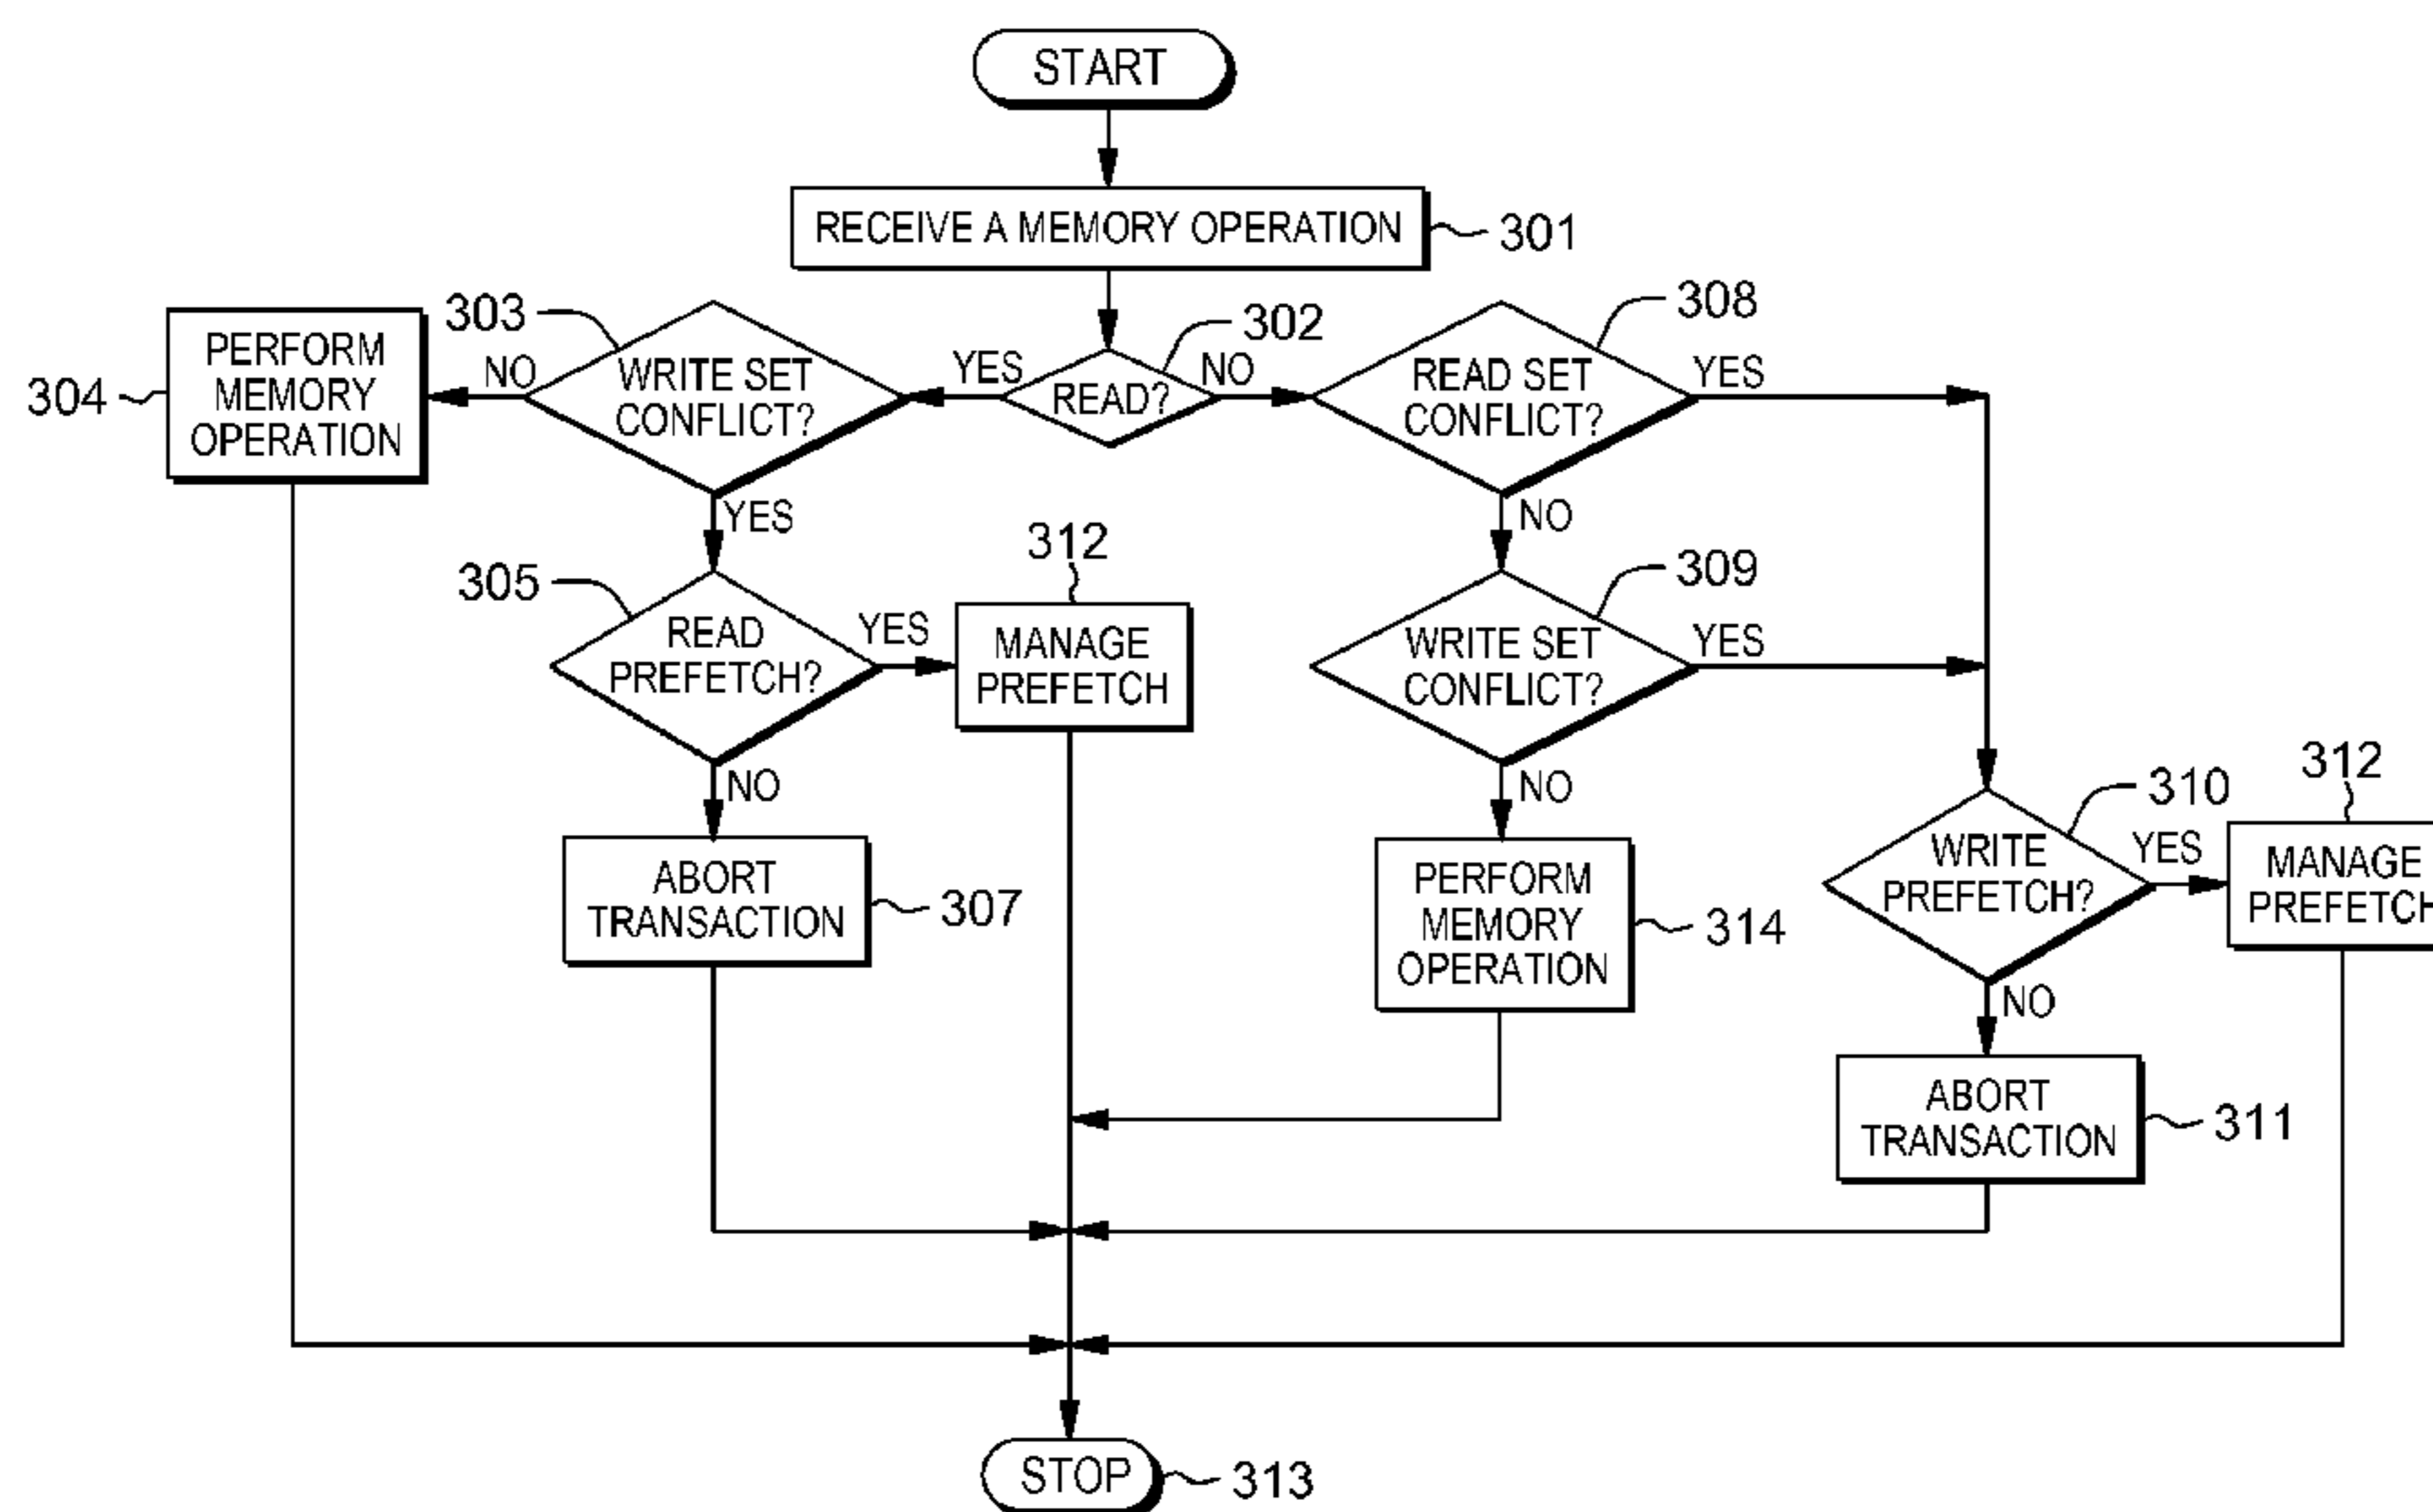 START
RECEIVE A MEMORY OPERATION
301
303
302
308
304
PERFORM
MEMORY
OPERATION
NO
WRITE SET
CONFLICT?
YES
READ?
NO
READ SET
CONFLICT?
YES
YES
NO
305
READ
PREFETCH?
YES
312
MANAGE
PREFETCH
309
WRITE SET
CONFLICT?
YES
NO
NO
ABORT
TRANSACTION
307
PERFORM
MEMORY
OPERATION
314
310
WRITE
PREFETCH?
YES
312
MANAGE
PREFETCH
NO
ABORT
TRANSACTION
311
STOP
313